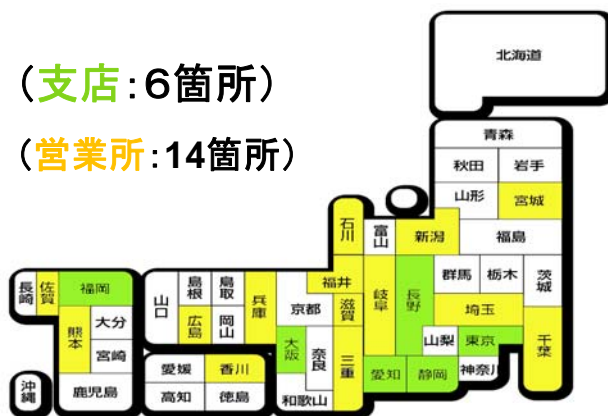 北海道
(支店:6箇所)
(営業所:14箇所)
青森
秋田
岩手
山形
宮城
石川
富山
新潟
福島
福井
岐阜
長野
群馬
栃木
茨城
長崎
佐賀
福岡
山口
島根
鳥取
兵庫
京都
滋賀
埼玉
熊本
大分
広島
岡山
大阪
奈良
三重
山梨
東京
千葉
宮崎
愛媛
香川
愛知
静岡
神奈川
沖縄
鹿児島
高知
徳島
和歌山